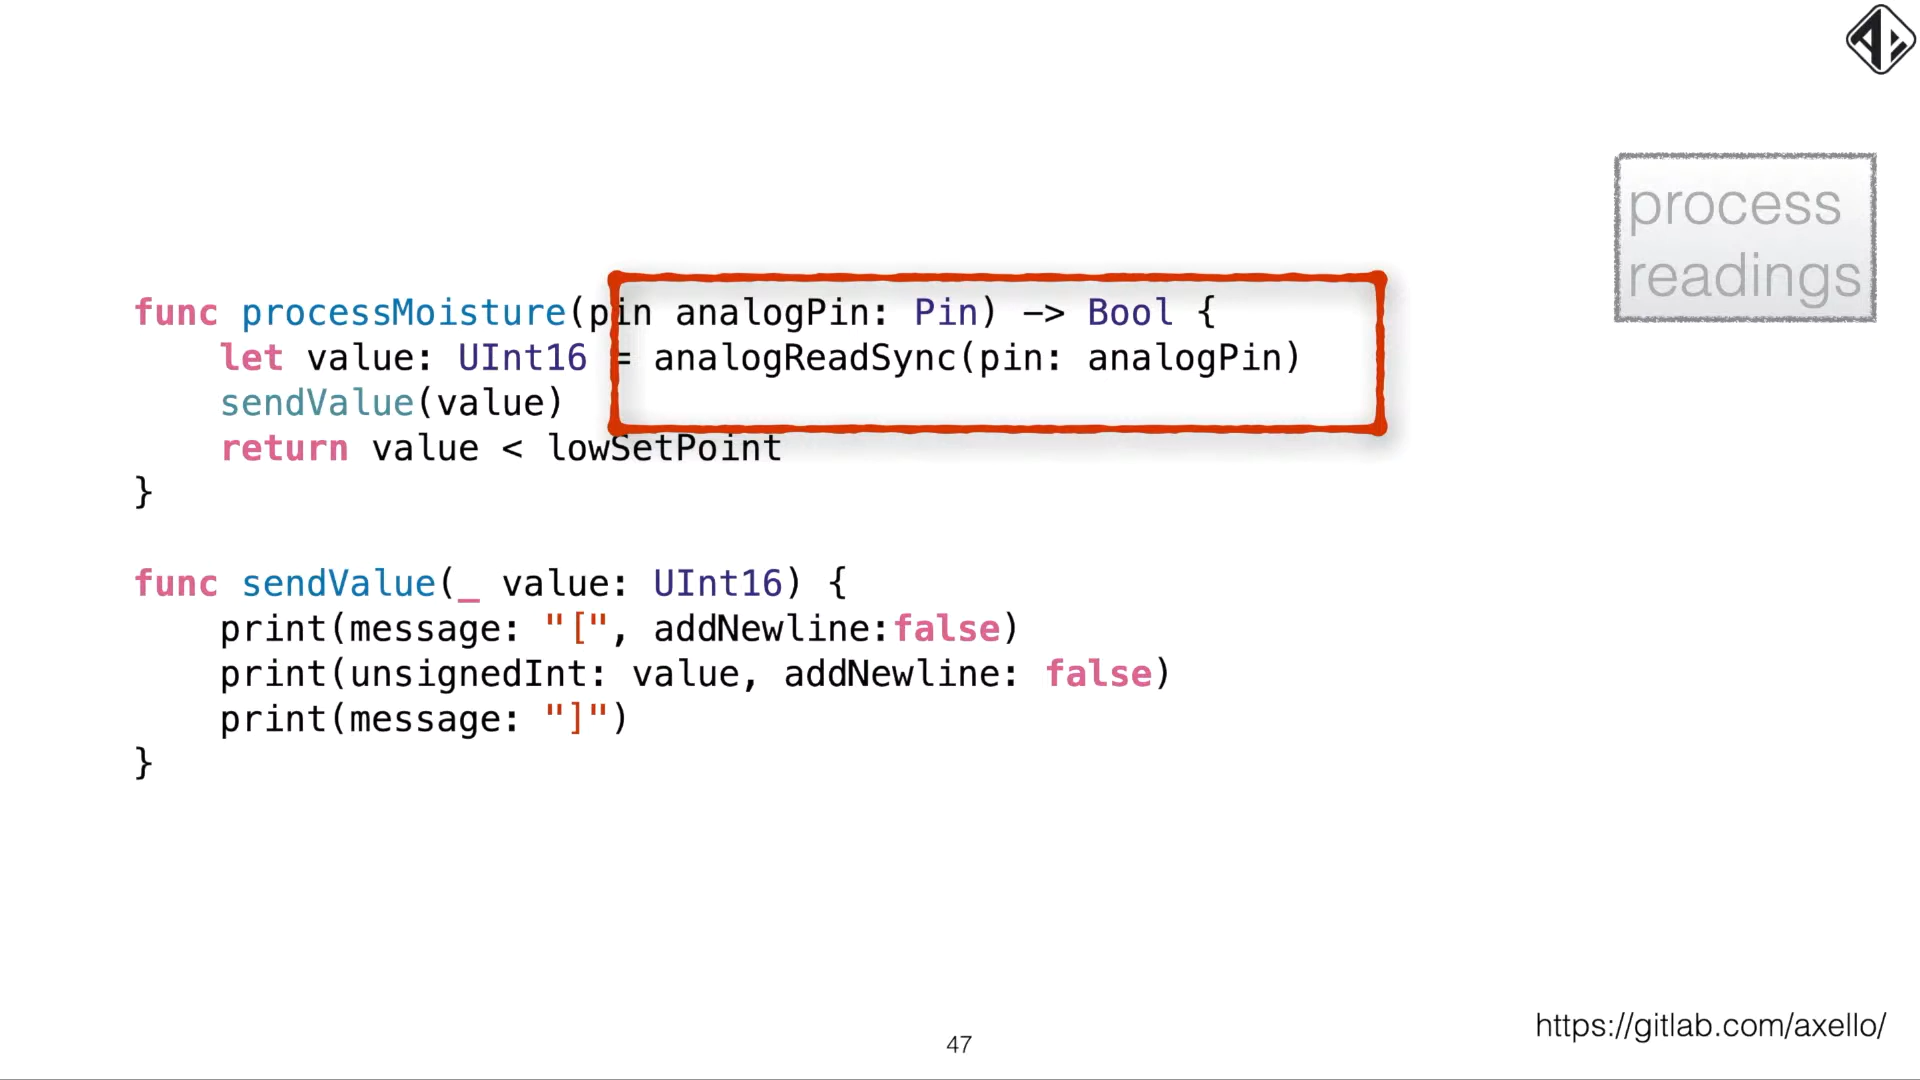 process
readings
func processMoisture(pin analogPin: Pin) -> Bool {
    let value: UInt16 = analogReadSync(pin: analogPin)
    sendValue(value)
    return value < lowSetPoint
}
func sendValue(_ value: UInt16) {
    print(message: "[", addNewline:false)
    print(unsignedInt: value, addNewline: false)
    print(message: "]")
}
https://gitlab.com/axello/
47